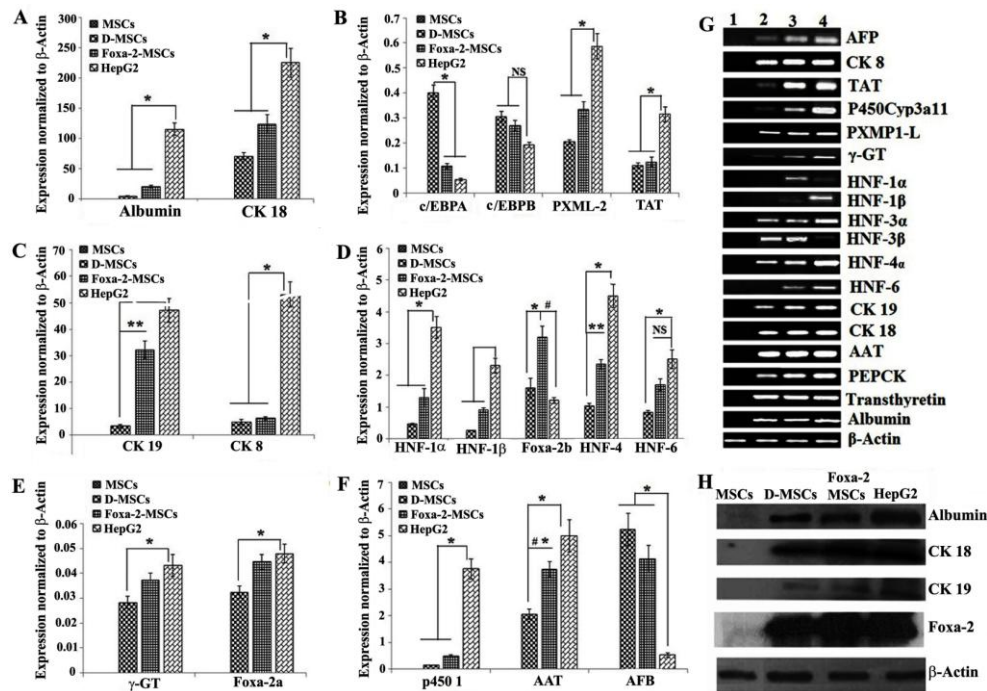 A
Expression normalized to β-Actin
300
250
200
150
100
50
0
MSCs
D-MSCs
Foxa-2-MSCs
HepG2
*
*
Albumin
CK 18
B
Expression normalized to β-Actin
0.7
0.6
0.5
0.4
0.3
0.2
0.1
0
MSCs
D-MSCs
Foxa-2-MSCs
HepG2
*
NS
*
*
c/EBPA
c/EBPB
PXML-2
TAT
C
Expression normalized to β-Actin
70
60
50
40
30
20
10
0
MSCs
D-MSCs
Foxa-2-MSCs
HepG2
**
*
CK 19
CK 8
D
Expression normalized to β-Actin
6
4
2
0
MSCs
D-MSCs
Foxa-2-MSCs
HepG2
*
* #
*
**
*
NS
HNF-1α
HNF-1β
Foxa-2b
HNF-4
HNF-6
E
Expression normalized to β-Actin
0.06
0.05
0.04
0.03
0.02
0.01
0
MSCs
D-MSCs
Foxa-2-MSCs
HepG2
*
*
γ-GT
Foxa-2a
F
Expression normalized to β-Actin
7
6
5
4
3
2
1
0
MSCs
D-MSCs
Foxa-2-MSCs
HepG2
*
*
# *
*
p450 1
AAT
AFB
G
1 2 3 4
AFP
CK 8
TAT
P450Cyp3a11
PXMP1-L
γ-GT
HNF-1α
HNF-1β
HNF-3α
HNF-3β
HNF-4α
HNF-6
CK 19
CK 18
AAT
PEPCK
Transthyretin
Albumin
β-Actin
H
MSCs
D-MSCs
Foxa-2
MSCs
HepG2
Albumin
CK 18
CK 19
Foxa-2
β-Actin